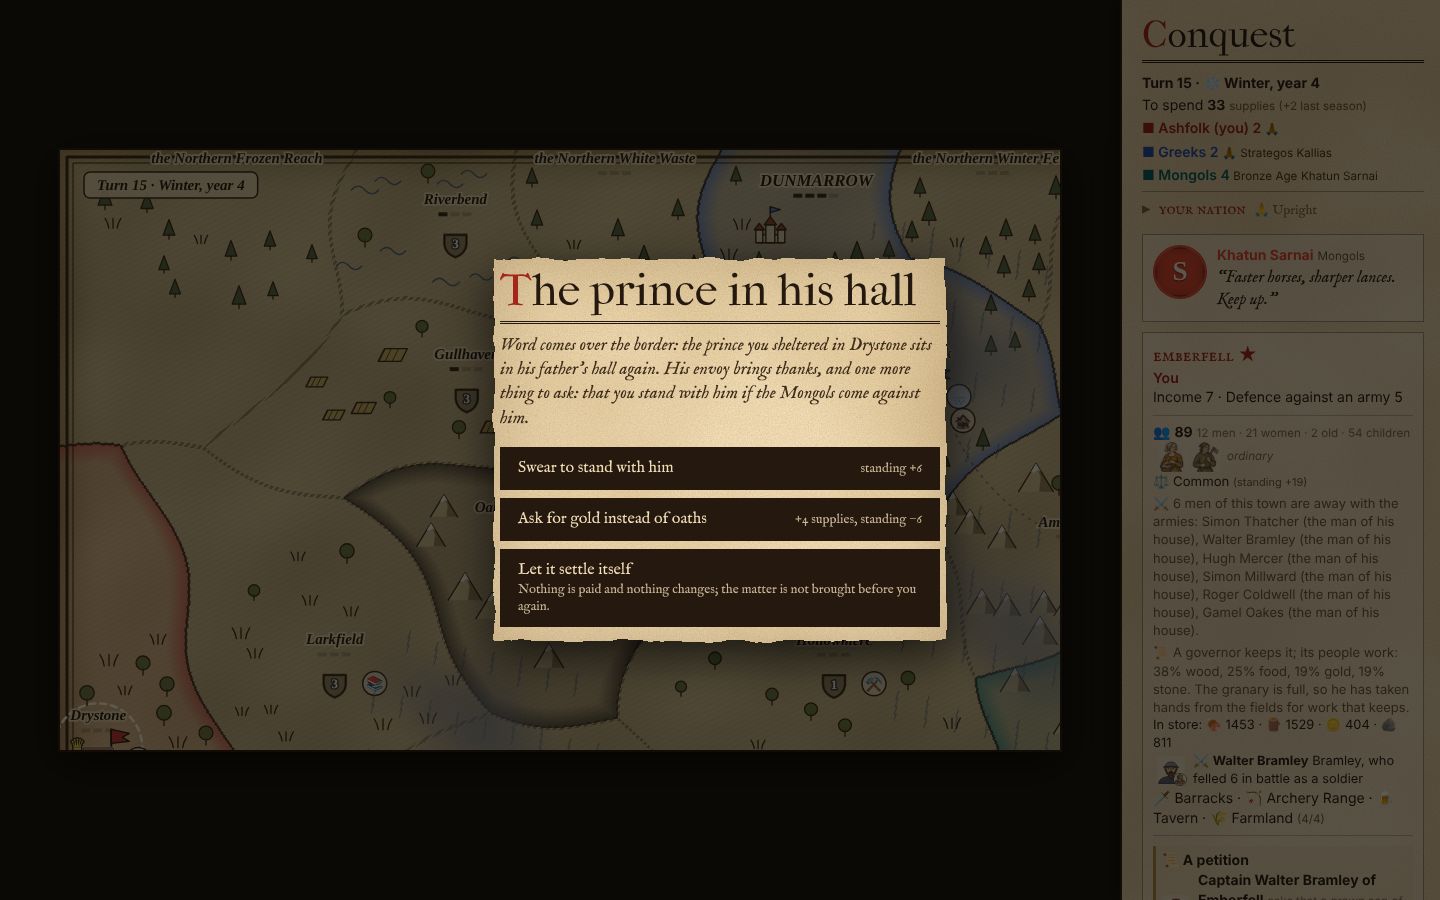 the Northern Frozen Reach
the Northern White Waste
the Northern Winter Fe
Turn 15 · Winter, year 4
Riverbend
3
DUNMARROW
Gullhave
3
Oa
Am
Larkfield
3
1
Drystone
The prince in his hall
Word comes over the border: the prince you sheltered in Drystone sits
in his father's hall again. His envoy brings thanks, and one more
thing to ask: that you stand with him if the Mongols come against
him.
Swear to stand with him
standing +6
Ask for gold instead of oaths
+4 supplies, standing −6
Let it settle itself
Nothing is paid and nothing changes; the matter is not brought before you
again.
Conquest
Turn 15 · ❄️ Winter, year 4
To spend 33 supplies (+2 last season)
Ashfolk (you) 2 🙏
Greeks 2 🙏 Strategos Kallias
Mongols 4 Bronze Age Khatun Sarnai
▶ YOUR NATION 🙏 Upright
S
Khatun Sarnai Mongols
“Faster horses, sharper lances.
Keep up.”
EMBERFELL ★
You
Income 7 · Defence against an army 5
👥 89 12 men · 21 women · 2 old · 54 children
ordinary
⚖️ Common (standing +19)
⚔️ 6 men of this town are away with the
armies: Simon Thatcher (the man of his
house), Walter Bramley (the man of his
house), Hugh Mercer (the man of his
house), Simon Millward (the man of his
house), Roger Coldwell (the man of his
house), Gamel Oakes (the man of his
house).
📜 A governor keeps it; its people work:
38% wood, 25% food, 19% gold, 19%
stone. The granary is full, so he has taken
hands from the fields for work that keeps.
In store: 🍖 1453 · 🪵 1529 · 🪙 404 · 🪨
811
⚔️ Walter Bramley Bramley, who
felled 6 in battle as a soldier
🗡️ Barracks · 🏹 Archery Range · 🍺
Tavern · 🌾 Farmland (4/4)
📜 A petition
Captain Walter Bramley of